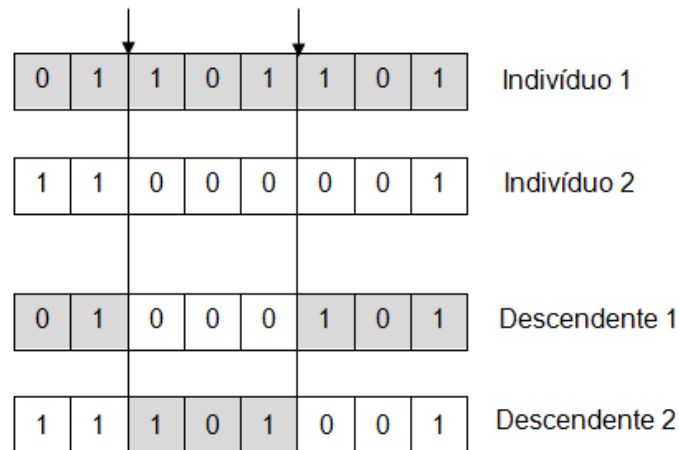 0 1 1 0 1 1 0 1 Indivíduo 1
1 1 0 0 0 0 0 1 Indivíduo 2
0 1 0 0 0 1 0 1 Descendente 1
1 1 1 0 1 0 0 1 Descendente 2